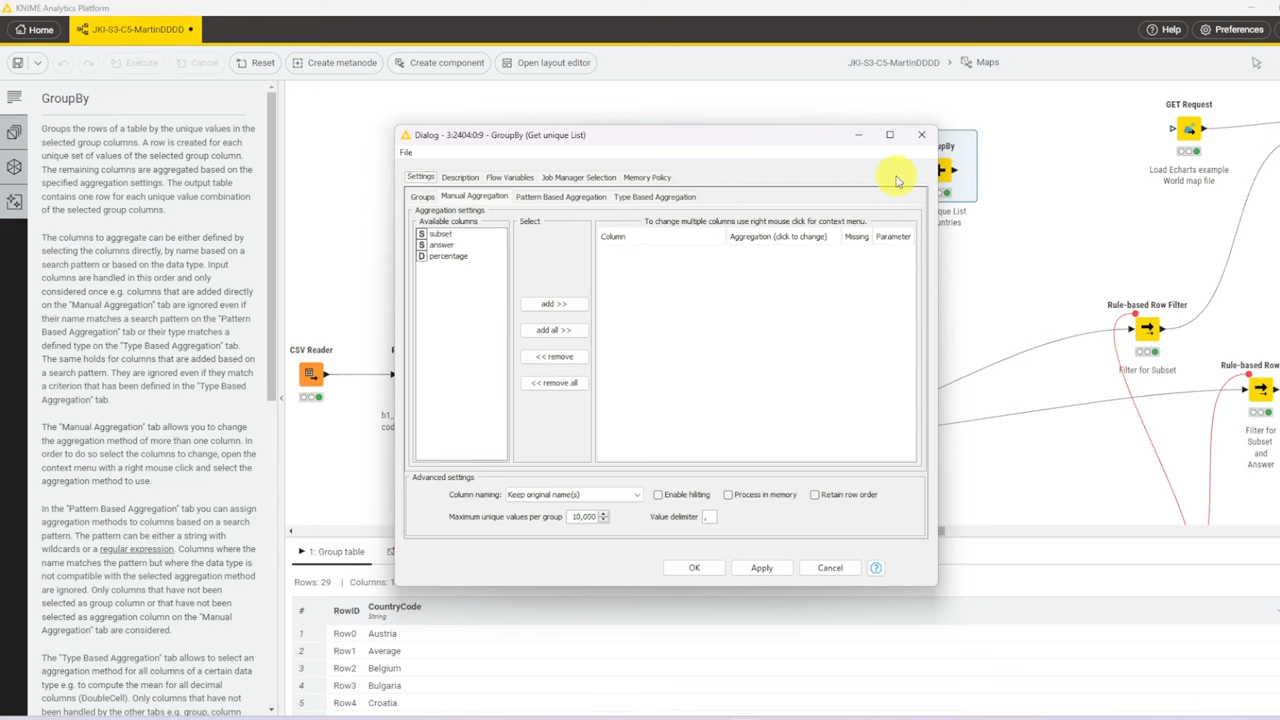 KNIME Analytics Platform
Home
JKI-S3-C5-MartinDDDD
Help
Preferences
Execute
Cancel
Reset
Create metanode
Create component
Open layout editor
JKI-S3-C5-MartinDDDD > Maps
GroupBy
Groups the rows of a table by the unique values in the
selected group columns. A row is created for each
unique set of values of the selected group column.
The remaining columns are aggregated based on the
specified aggregation settings. The output table
contains one row for each unique value combination
of the selected group columns.
The columns to aggregate can be either defined by
selecting the columns directly, by name based on a
search pattern or based on the data type. Input
columns are handled in this order and only
considered once e.g. columns that are added directly
on the "Manual Aggregation" tab are ignored even if
their name matches a search pattern on the "Pattern
Based Aggregation" tab or their type matches a
defined type on the "Type Based Aggregation" tab.
The same holds for columns that are added based on
a search pattern. They are ignored even if they match
a criterion that has been defined in the "Type Based
Aggregation" tab.
The "Manual Aggregation" tab allows you to change
the aggregation method of more than one column. In
order to do so select the columns to change, open the
context menu with a right mouse click and select the
aggregation method to use.
In the "Pattern Based Aggregation" tab you can assign
aggregation methods to columns based on a search
pattern. The pattern can be either a string with
wildcards or a regular expression. Columns where the
name matches the pattern but where the data type is
not compatible with the selected aggregation method
are ignored. Only columns that have not been
selected as group column or that have not been
selected as aggregation column on the "Manual
Aggregation" tab are considered.
The "Type Based Aggregation" tab allows to select an
aggregation method for all columns of a certain data
type e.g. to compute the mean for all decimal
columns (DoubleCell). Only columns that have not
been handled by the other tabs e.g. group, column
Dialog - 3:2404:0:9 - GroupBy (Get unique List)
File
Settings
Description
Flow Variables
Job Manager Selection
Memory Policy
Groups
Manual Aggregation
Pattern Based Aggregation
Type Based Aggregation
Aggregation settings
Available columns
S subset
S answer
D percentage
Select
add >>
add all >>
<< remove
<< remove all
To change multiple columns use right mouse click for context menu.
Column
Aggregation (click to change)
Missing
Parameter
Advanced settings
Column naming: Keep original name(s)
Enable hiliting
Process in memory
Retain row order
Maximum unique values per group 10,000
Value delimiter ,
OK
Apply
Cancel
?
CSV Reader
GET Request
Load Echarts example
World map file
Rule-based Row Filter
Filter for Subset
Rule-based Row
Filter for
Subset
and
Answer
1: Group table
Rows: 29 | Columns:
# RowID CountryCode
String
1 Row0 Austria
2 Row1 Average
3 Row2 Belgium
4 Row3 Bulgaria
5 Row4 Croatia